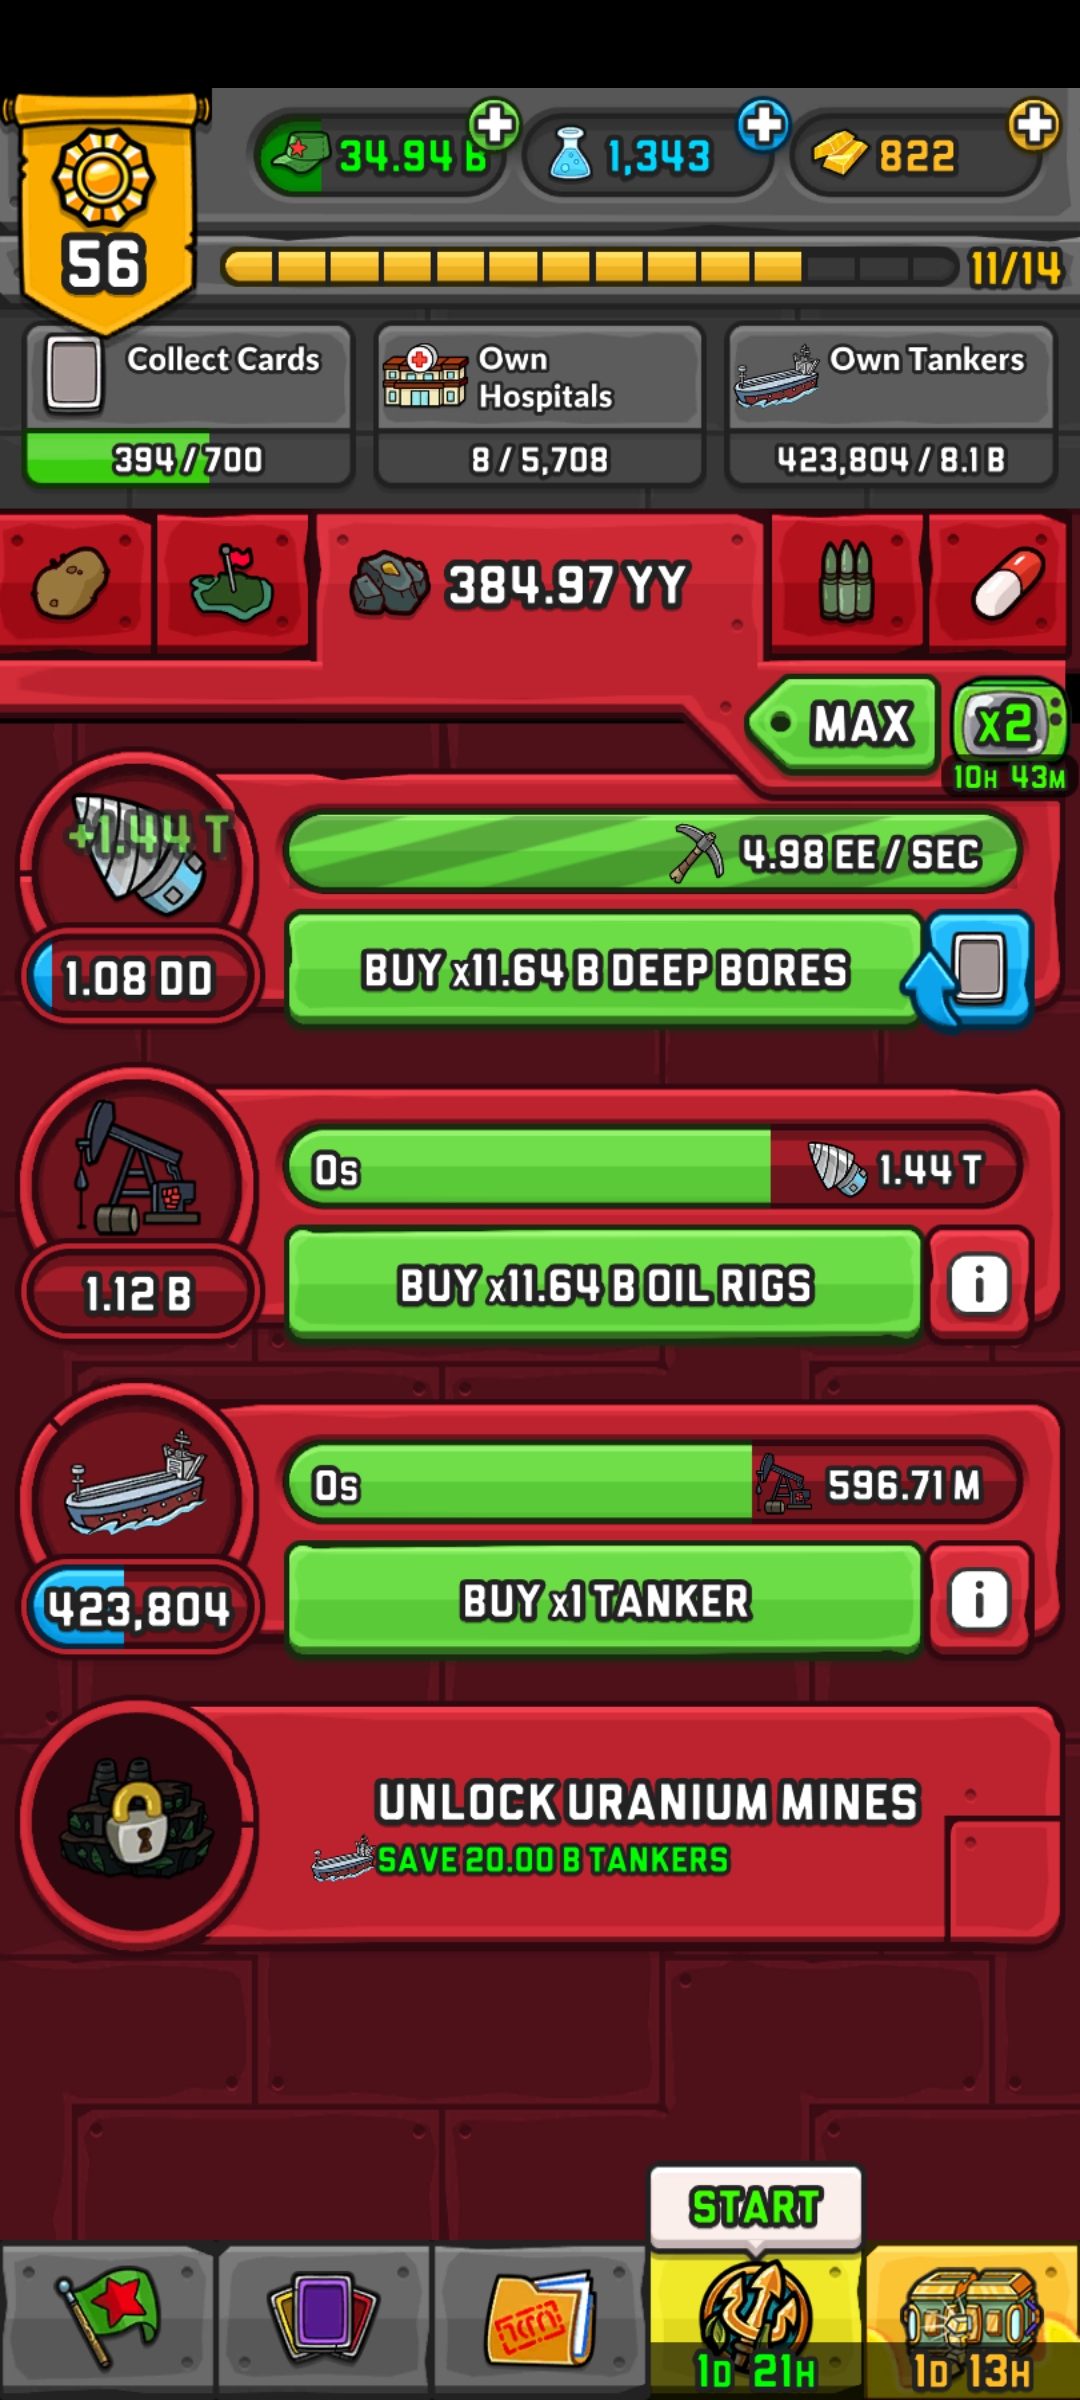 34.94 B
1,343
822
56
11/14
Collect Cards
394/700
Own
Hospitals
8/5,708
Own Tankers
423,804/8.1 B
384.97 YY
MAX
x2
10H 43M
+1.44 T
4.98 EE/SEC
1.08 DD
BUY x11.64 B DEEP BORES
0s
1.44 T
1.12 B
BUY x11.64 B OIL RIGS
i
0s
596.71 M
423,804
BUY x1 TANKER
i
UNLOCK URANIUM MINES
SAVE 20.00 B TANKERS
START
1D 21H
1D 13H